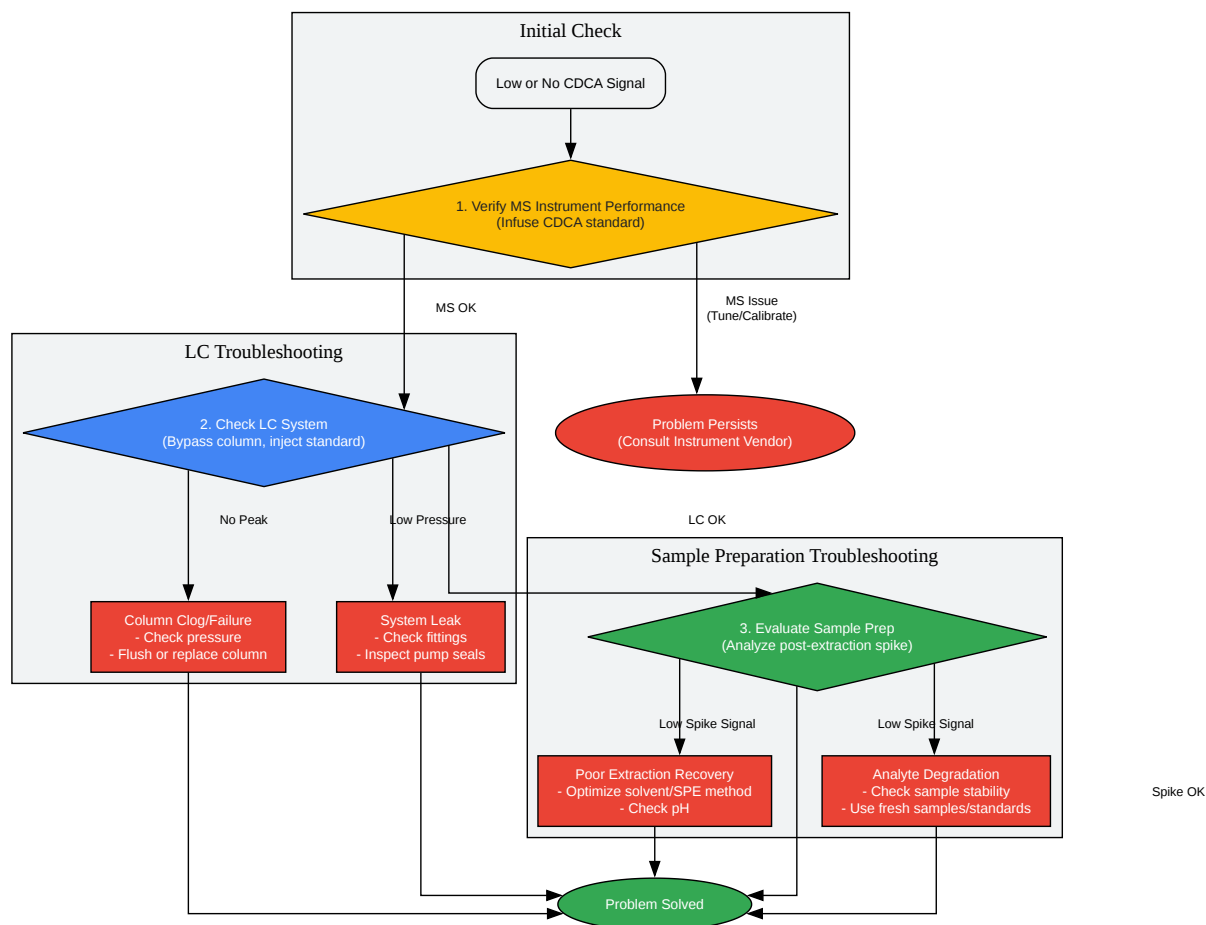 Initial Check
Low or No CDCA Signal
1. Verify MS Instrument Performance
(Infuse CDCA standard)
MS OK
MS Issue
(Tune/Calibrate)
LC Troubleshooting
2. Check LC System
(Bypass column, inject standard)
Problem Persists
(Consult Instrument Vendor)
No Peak
Low Pressure
LC OK
Column Clog/Failure
- Check pressure
- Flush or replace column
System Leak
- Check fittings
- Inspect pump seals
Sample Preparation Troubleshooting
3. Evaluate Sample Prep
(Analyze post-extraction spike)
Low Spike Signal
Low Spike Signal
Spike OK
Poor Extraction Recovery
- Optimize solvent/SPE method
- Check pH
Analyte Degradation
- Check sample stability
- Use fresh samples/standards
Problem Solved